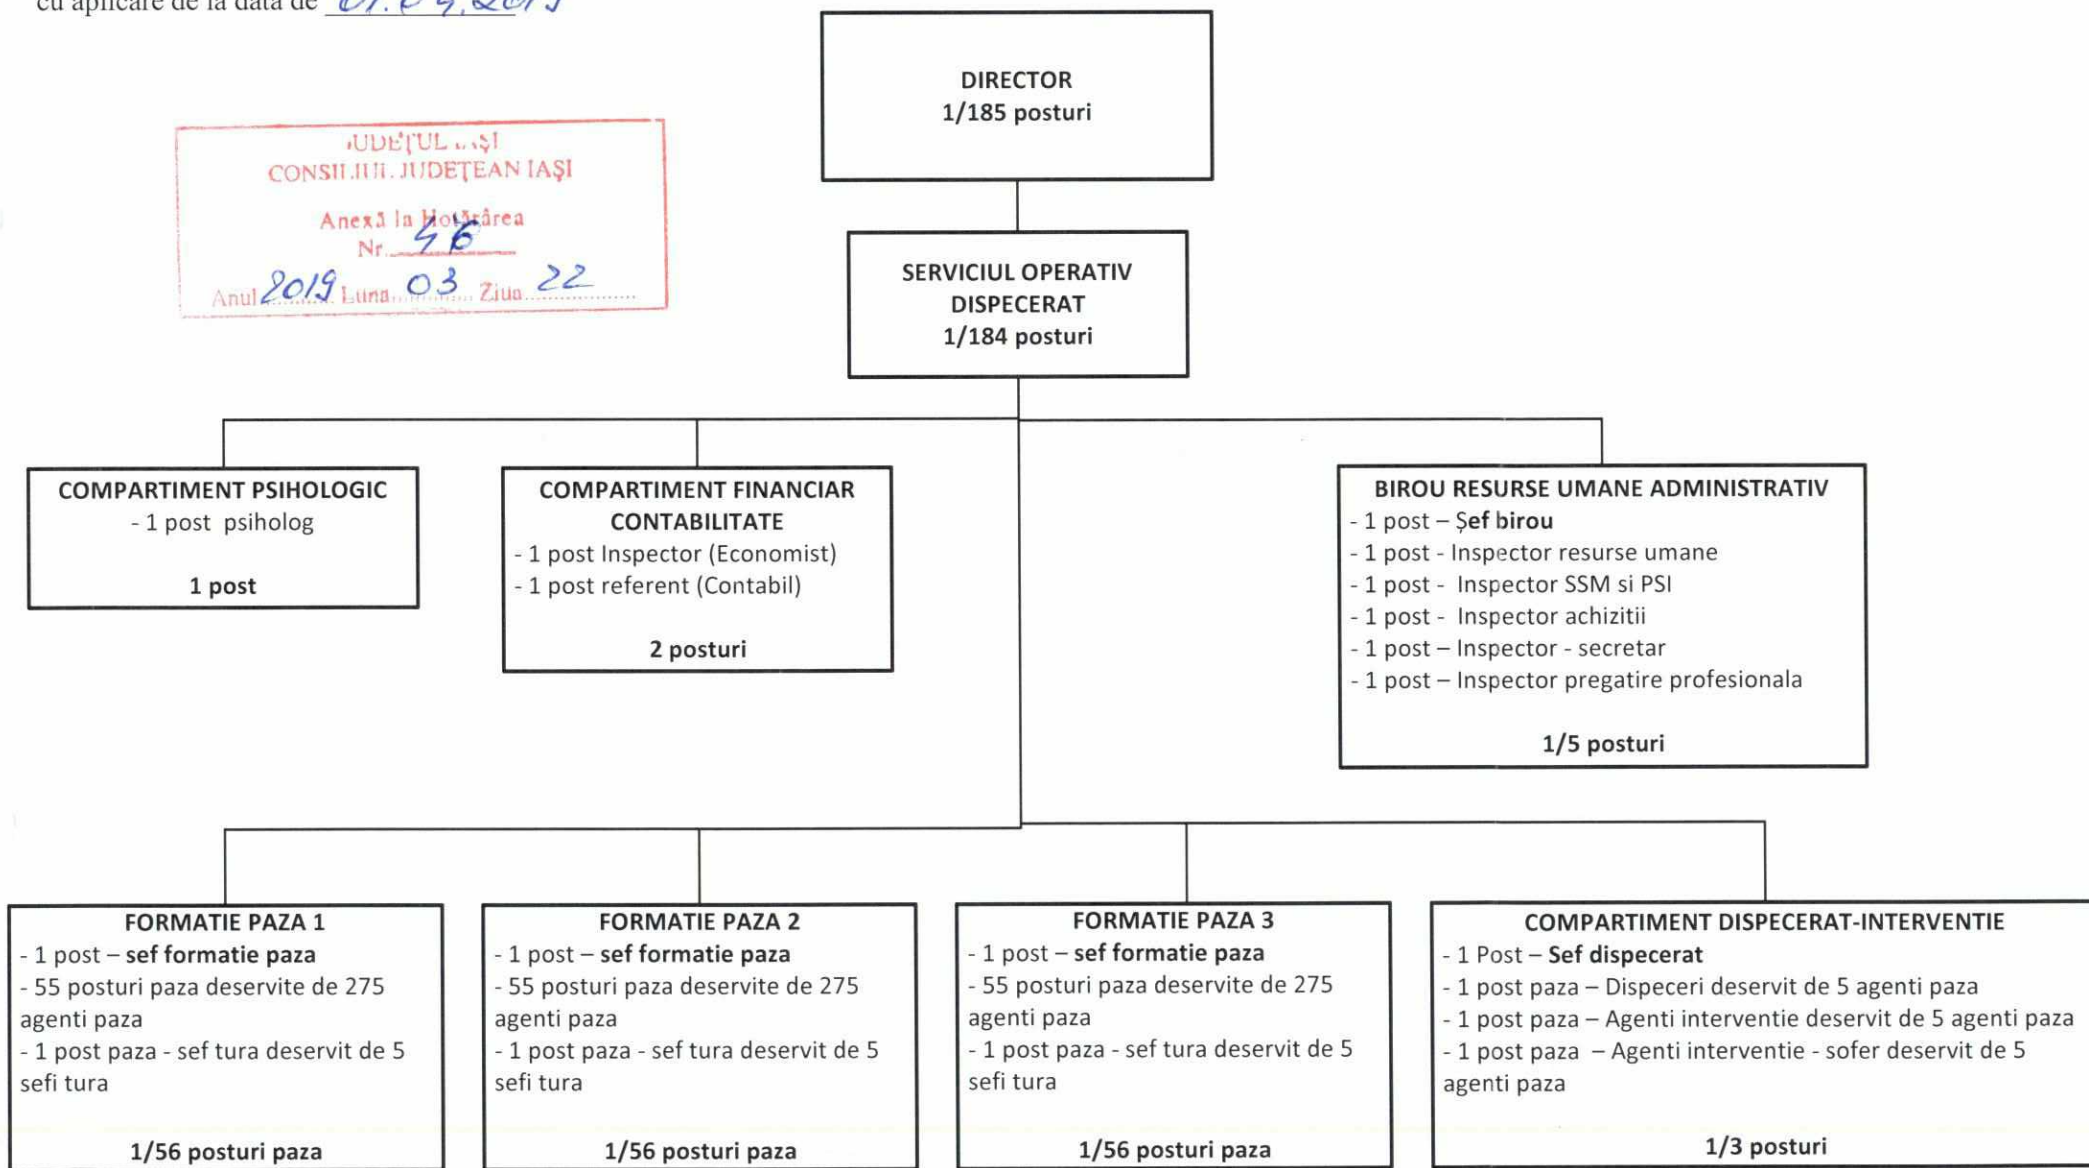 cu aplicare de la data de 01.04.2019
JUDEȚUL IAȘI
CONSILIUL JUDEȚEAN IAȘI
Anexă la Hotărârea
Nr. 46
Anul 2019 Luna 03 Ziua 22
DIRECTOR
1/185 posturi
SERVICIUL OPERATIV
DISPECERAT
1/184 posturi
COMPARTIMENT PSIHOLOGIC
- 1 post psiholog
1 post
COMPARTIMENT FINANCIAR
CONTABILITATE
- 1 post Inspector (Economist)
- 1 post referent (Contabil)
2 posturi
BIROU RESURSE UMANE ADMINISTRATIV
- 1 post – Șef birou
- 1 post - Inspector resurse umane
- 1 post - Inspector SSM si PSI
- 1 post - Inspector achizitii
- 1 post – Inspector - secretar
- 1 post – Inspector pregatire profesionala
1/5 posturi
FORMATIE PAZA 1
- 1 post – sef formatie paza
- 55 posturi paza deservite de 275
agenti paza
- 1 post paza - sef tura deservit de 5
sefi tura
1/56 posturi paza
FORMATIE PAZA 2
- 1 post – sef formatie paza
- 55 posturi paza deservite de 275
agenti paza
- 1 post paza - sef tura deservit de 5
sefi tura
1/56 posturi paza
FORMATIE PAZA 3
- 1 post – sef formatie paza
- 55 posturi paza deservite de 275
agenti paza
- 1 post paza - sef tura deservit de 5
sefi tura
1/56 posturi paza
COMPARTIMENT DISPECERAT-INTERVENTIE
- 1 Post – Sef dispecerat
- 1 post paza – Dispeceri deservit de 5 agenti paza
- 1 post paza – Agenti interventie deservit de 5 agenti paza
- 1 post paza – Agenti interventie - sofer deservit de 5
agenti paza
1/3 posturi